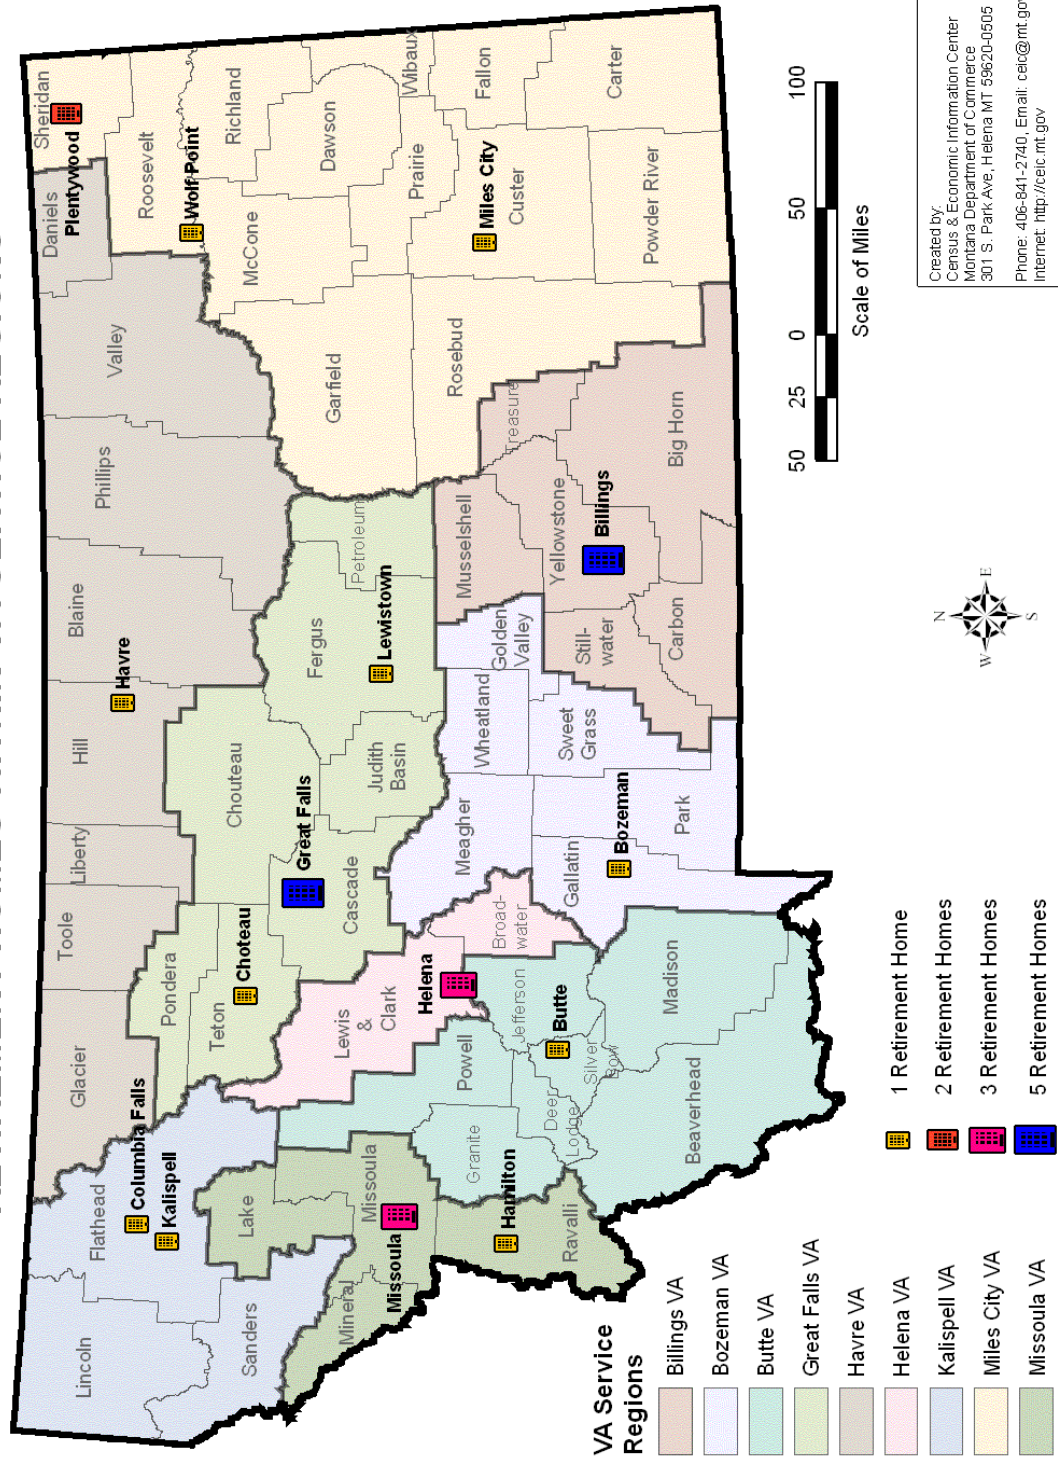 Lincoln
Flathead
Glacier
Toole
Liberty
Hill
Blaine
Phillips
Valley
Daniels
Sheridan
Plentywood
Roosevelt
Wolf Point
Richland
McCone
Dawson
Wibaux
Prairie
Garfield
Fallon
Miles City
Custer
Rosebud
Carter
Powder River
Havre
Columbia Falls
Kalispell
Pondera
Teton
Choteau
Chouteau
Great Falls
Cascade
Fergus
Petroleum
Lewistown
Judith
Basin
Sanders
Lake
Mineral
Missoula
Missoula
Lewis
&
Clark
Helena
Powell
Granite
Hamilton
Ravalli
Deer
Lodge
Jefferson
Butte
Silver
Bow
Broad-
water
Meagher
Wheatland
Golden
Valley
Musselshell
Treasure
Yellowstone
Billings
Still-
water
Sweet
Grass
Gallatin
Bozeman
Park
Carbon
Big Horn
Madison
Beaverhead
VA Service
Regions
Billings VA
Bozeman VA
Butte VA
Great Falls VA
Havre VA
Helena VA
Kalispell VA
Miles City VA
Missoula VA
1 Retirement Home
2 Retirement Homes
3 Retirement Homes
5 Retirement Homes
N
W E
S
50 25 0 50 100
Scale of Miles
Created by:
Census & Economic Information Center
Montana Department of Commerce
301 S. Park Ave, Helena MT 59620-0505
Phone: 406-841-2740, Email: ceic@mt.gov
Internet: http://ceic.mt.gov